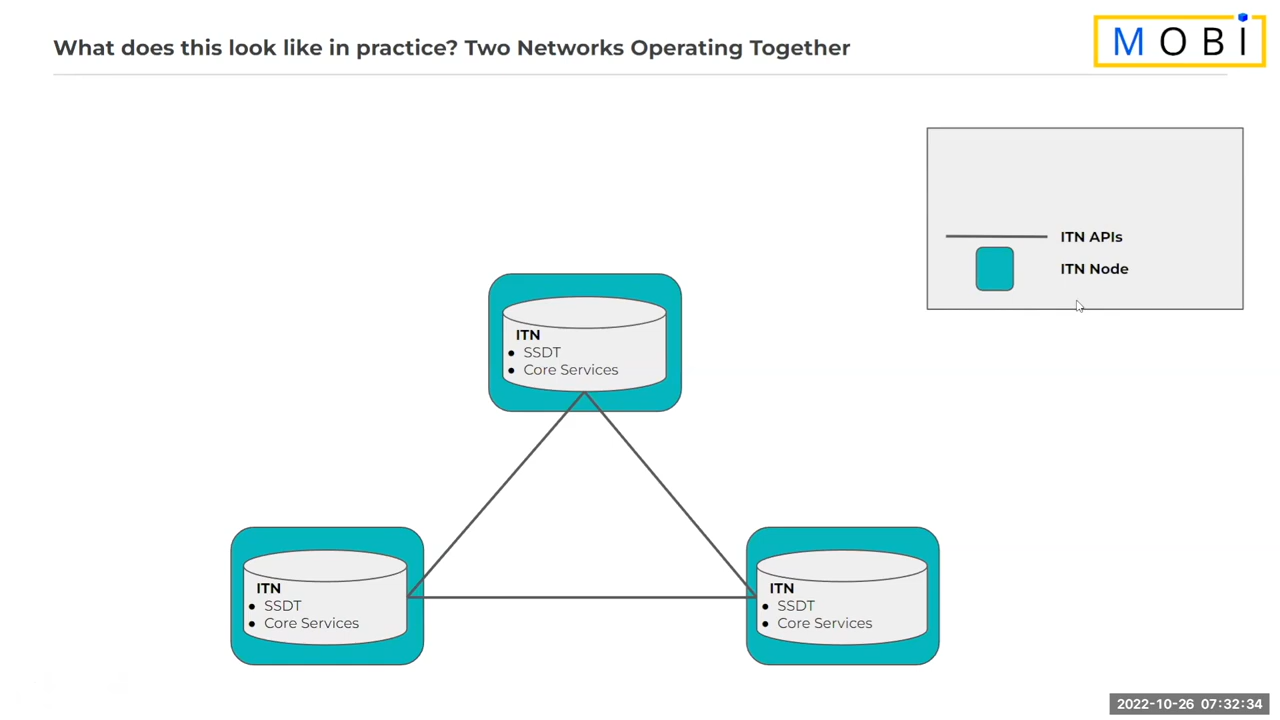 What does this look like in practice? Two Networks Operating Together
MOBi
ITN APIs
ITN Node
ITN
● SSDT
● Core Services
ITN
● SSDT
● Core Services
ITN
● SSDT
● Core Services
2022-10-26 07:32:34